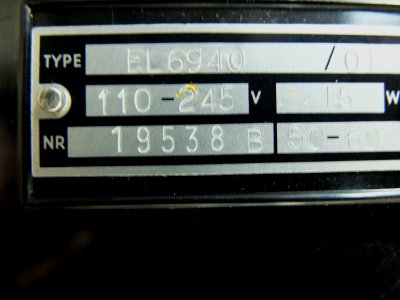 TYPE EL6940 /01
110-245 V 15 W
NR 19538 B 50-60